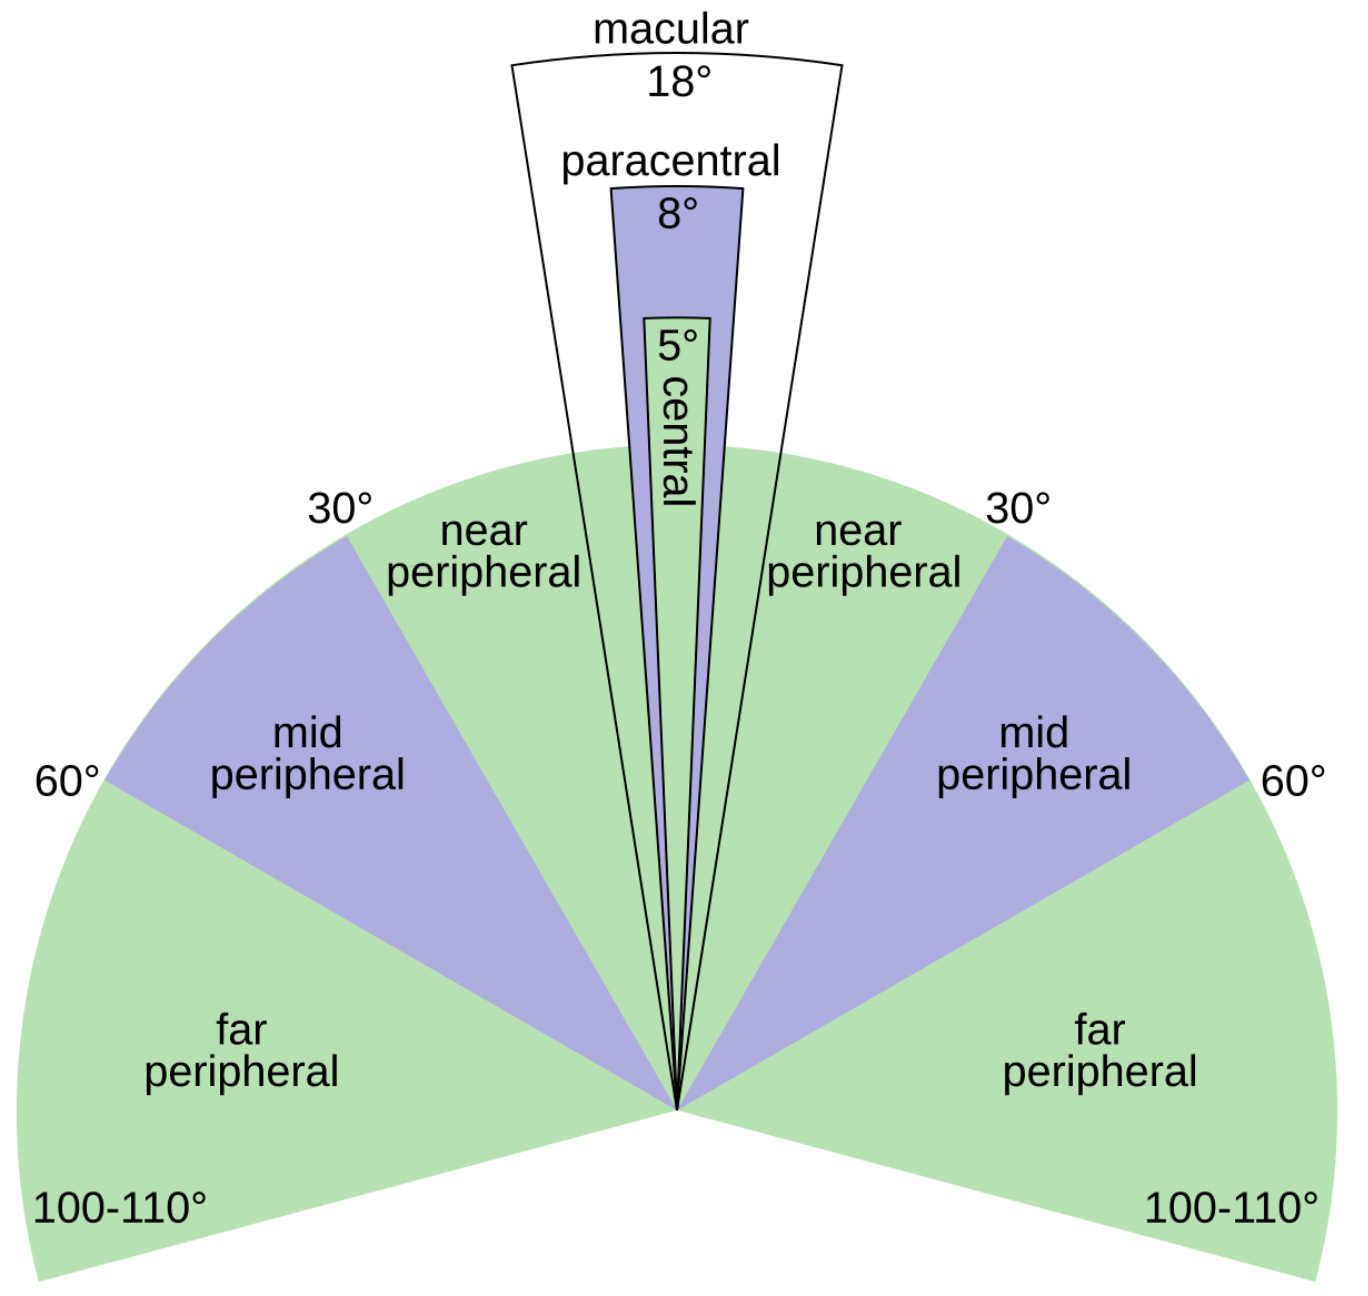 macular
18°
paracentral
8°
5° central
30°
30°
near
peripheral
near
peripheral
mid
peripheral
mid
peripheral
60°
60°
far
peripheral
far
peripheral
100-110°
100-110°